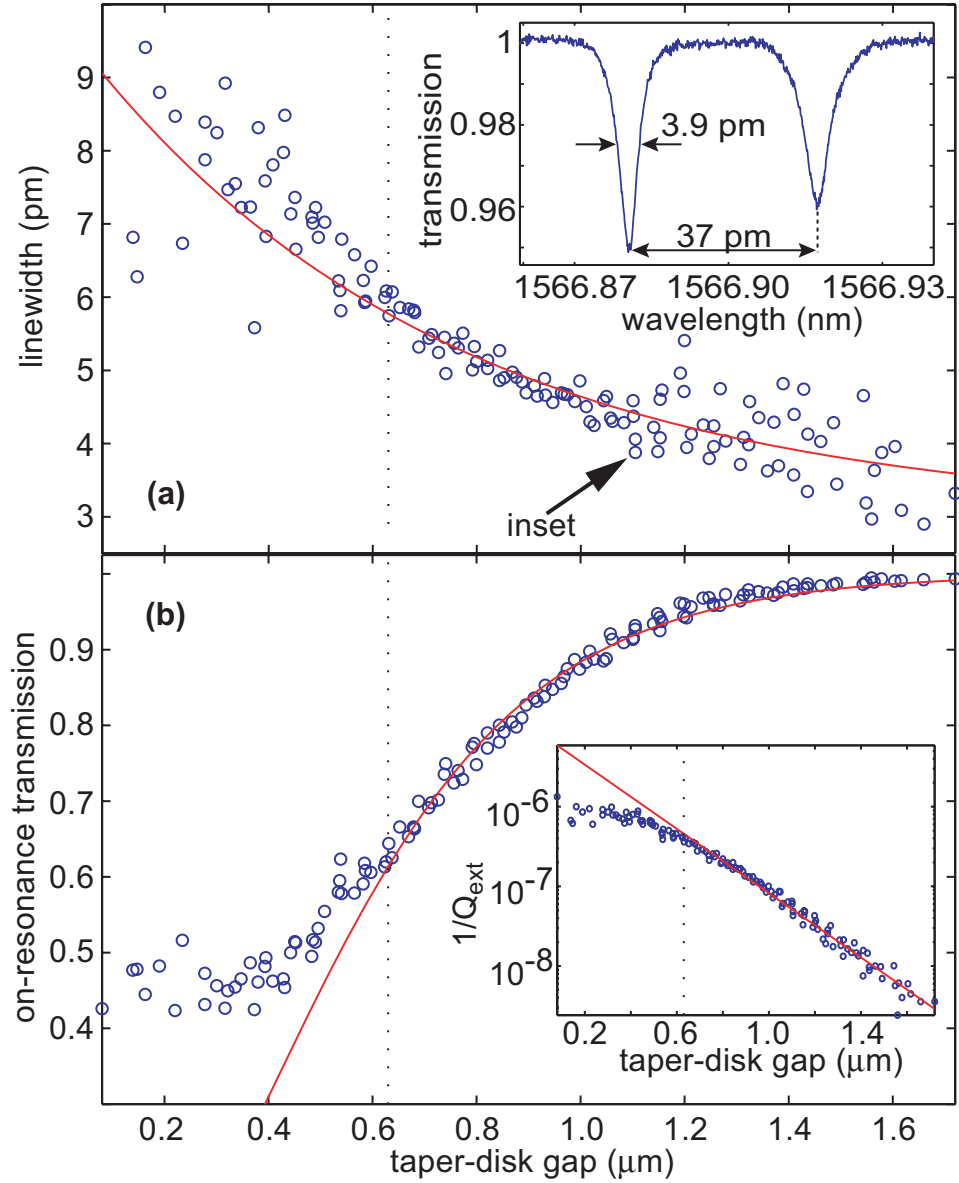 9
8
7
6
5
4
3
linewidth (pm)
(a)
inset
1
0.98
0.96
transmission
3.9 pm
37 pm
1566.87 1566.90 1566.93
wavelength (nm)
(b)
0.9
0.8
0.7
0.6
0.5
0.4
on-resonance transmission
10-6
10-7
10-8
1/Qext
0.2 0.6 1.0 1.4
taper-disk gap (μm)
0.2 0.4 0.6 0.8 1.0 1.2 1.4 1.6
taper-disk gap (μm)